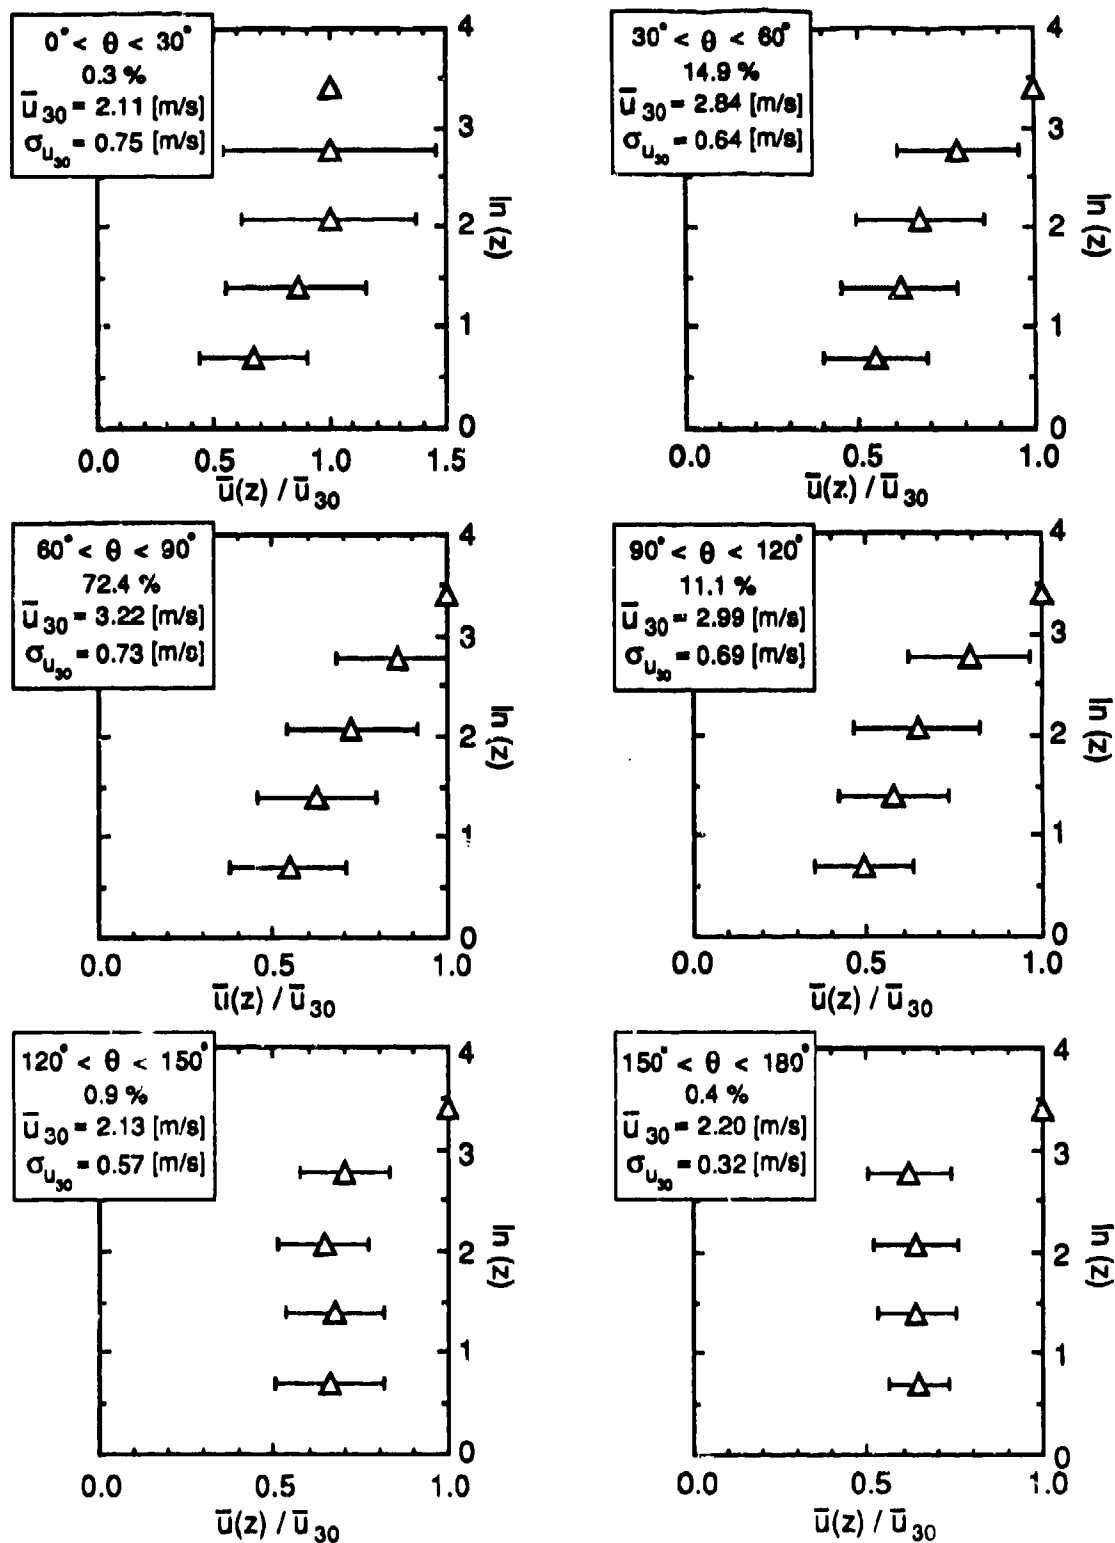 0° < θ < 30°
0.3 %
ū30 = 2.11 [m/s]
σu30 = 0.75 [m/s]
4
3
2
1
0
ln (z)
0.0 0.5 1.0 1.5
ū(z) / ū30
30° < θ < 60°
14.9 %
ū30 = 2.84 [m/s]
σu30 = 0.64 [m/s]
4
3
2
1
0
ln (z)
0.0 0.5 1.0
ū(z) / ū30
60° < θ < 90°
72.4 %
ū30 = 3.22 [m/s]
σu30 = 0.73 [m/s]
4
3
2
1
0
ln (z)
0.0 0.5 1.0
ū(z) / ū30
90° < θ < 120°
11.1 %
ū30 = 2.99 [m/s]
σu30 = 0.69 [m/s]
4
3
2
1
0
ln (z)
0.0 0.5 1.0
ū(z) / ū30
120° < θ < 150°
0.9 %
ū30 = 2.13 [m/s]
σu30 = 0.57 [m/s]
4
3
2
1
0
ln (z)
0.0 0.5 1.0
ū(z) / ū30
150° < θ < 180°
0.4 %
ū30 = 2.20 [m/s]
σu30 = 0.32 [m/s]
4
3
2
1
0
ln (z)
0.0 0.5 1.0
ū(z) / ū30